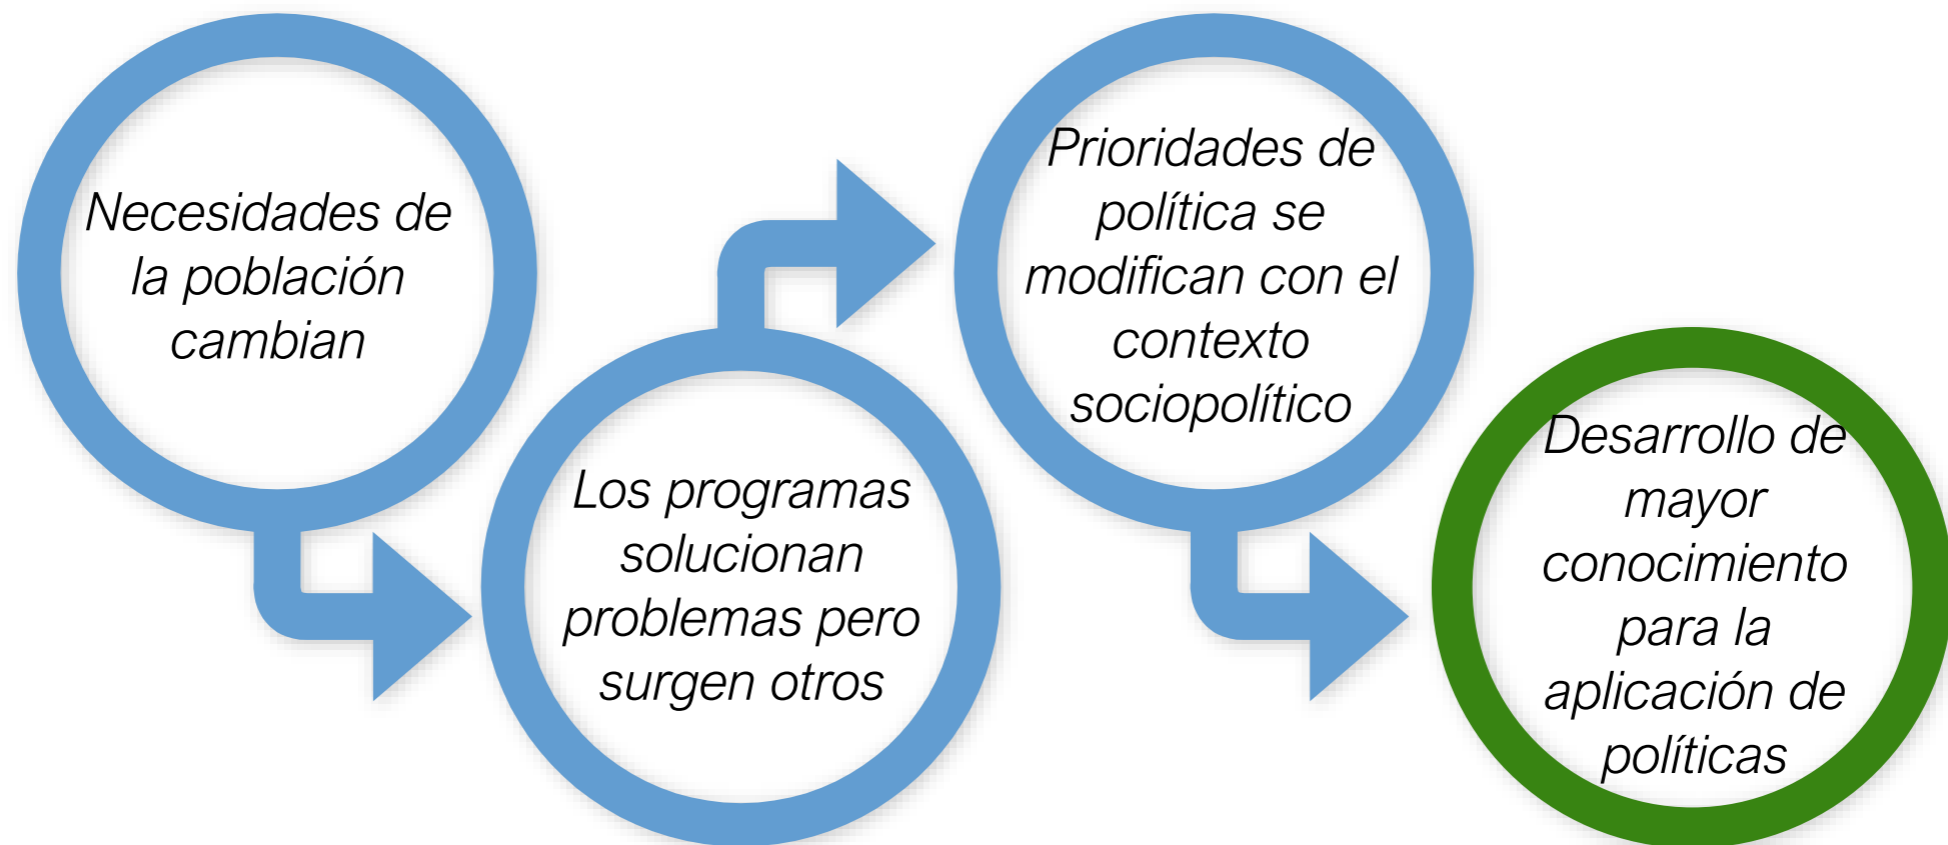 Necesidades de
la población
cambian
Los programas
solucionan
problemas pero
surgen otros
Prioridades de
política se
modifican con el
contexto
sociopolítico
Desarrollo de
mayor
conocimiento
para la
aplicación de
políticas